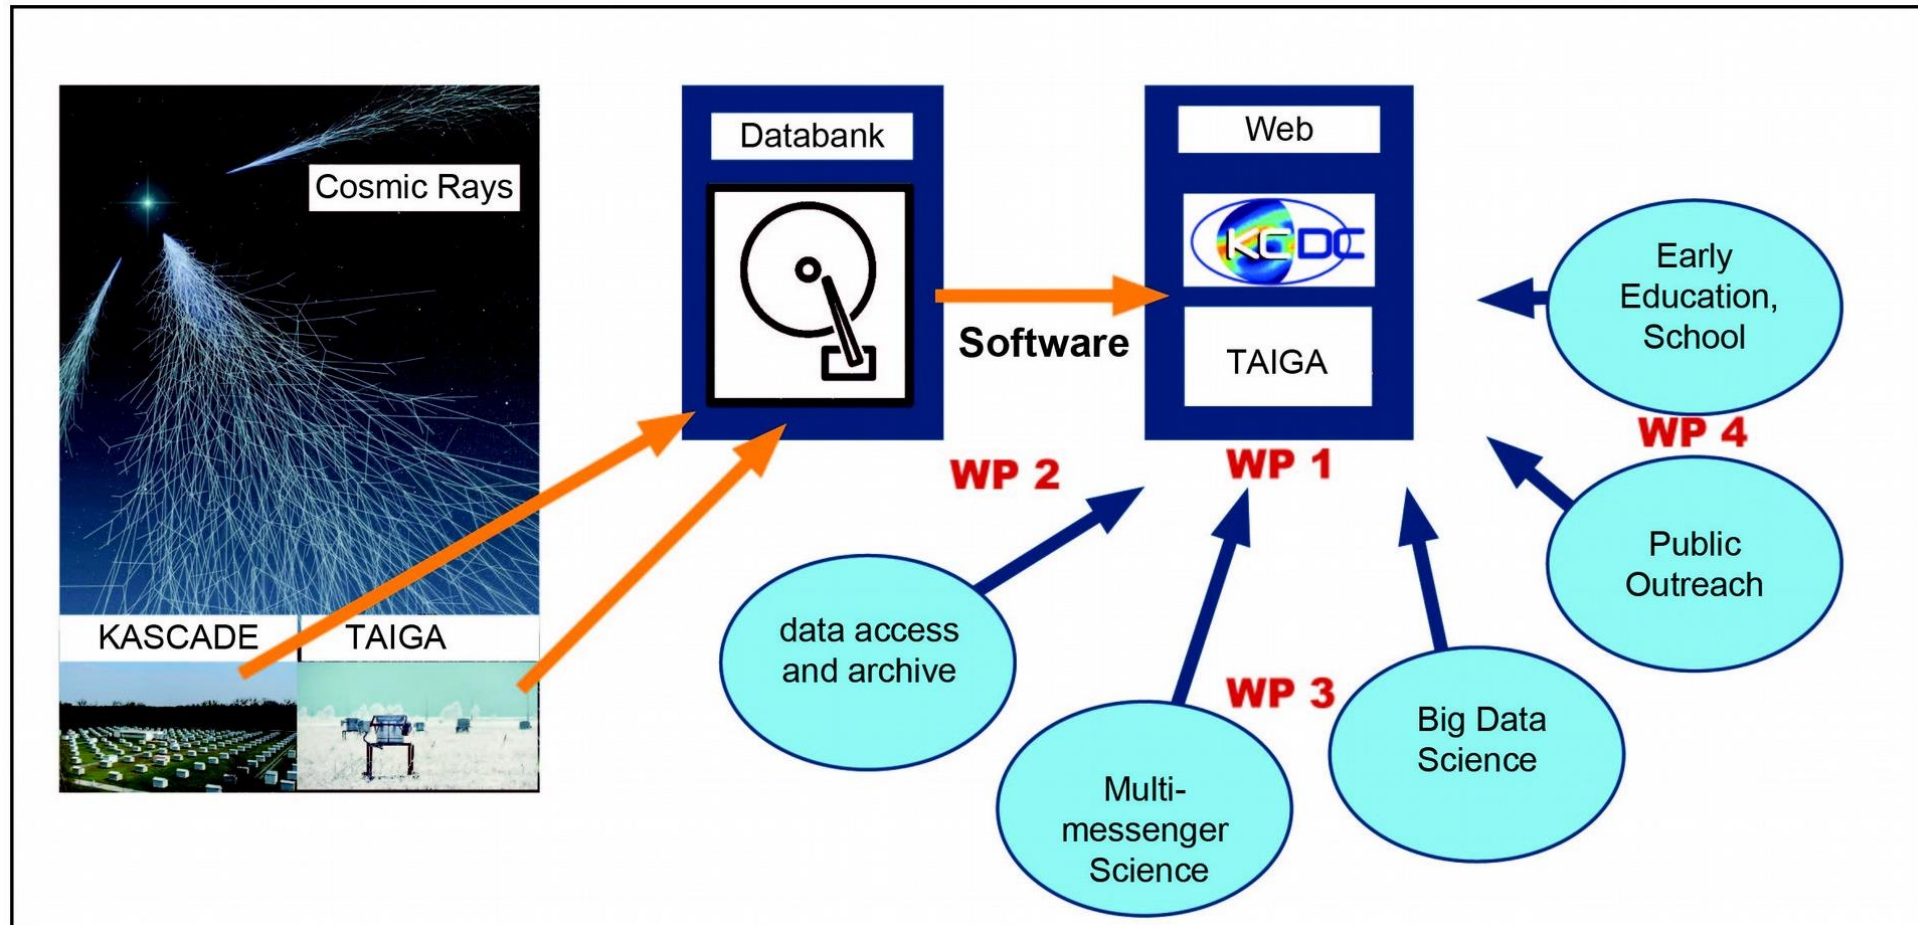 Cosmic Rays
KASCADE
TAIGA
Databank
Software
Web
KCDC
TAIGA
WP 2
WP 1
WP 3
WP 4
data access
and archive
Multi-
messenger
Science
Big Data
Science
Early
Education,
School
Public
Outreach